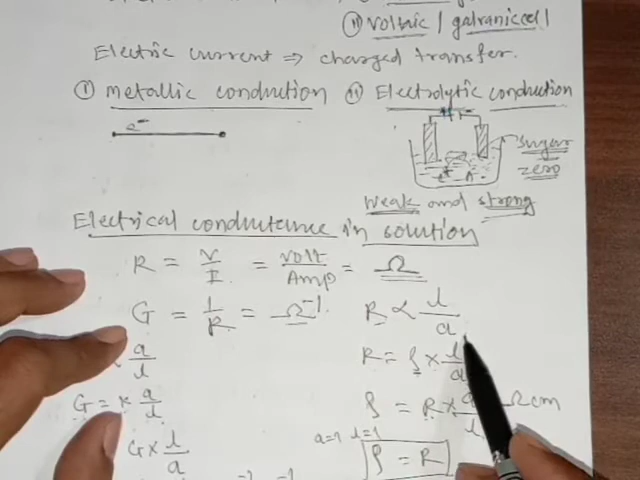 ⓘⓘ voltaic / galvanic cell
Electric current ⇒ charged transfer.
ⓘ metallic conduction ⓘⓘ Electrolytic conduction
e⁻
sugar
zero
C⁺ A⁻
weak and strong
Electrical conductance in solution
R = V/I = volt/Amp = Ω
G = 1/R = Ω⁻¹ R ∝ l/a
a/l R = ρ × l/a
G = κ a/l ρ = R × a/l Ωcm
G × l/a a=1 l=1 ρ = R